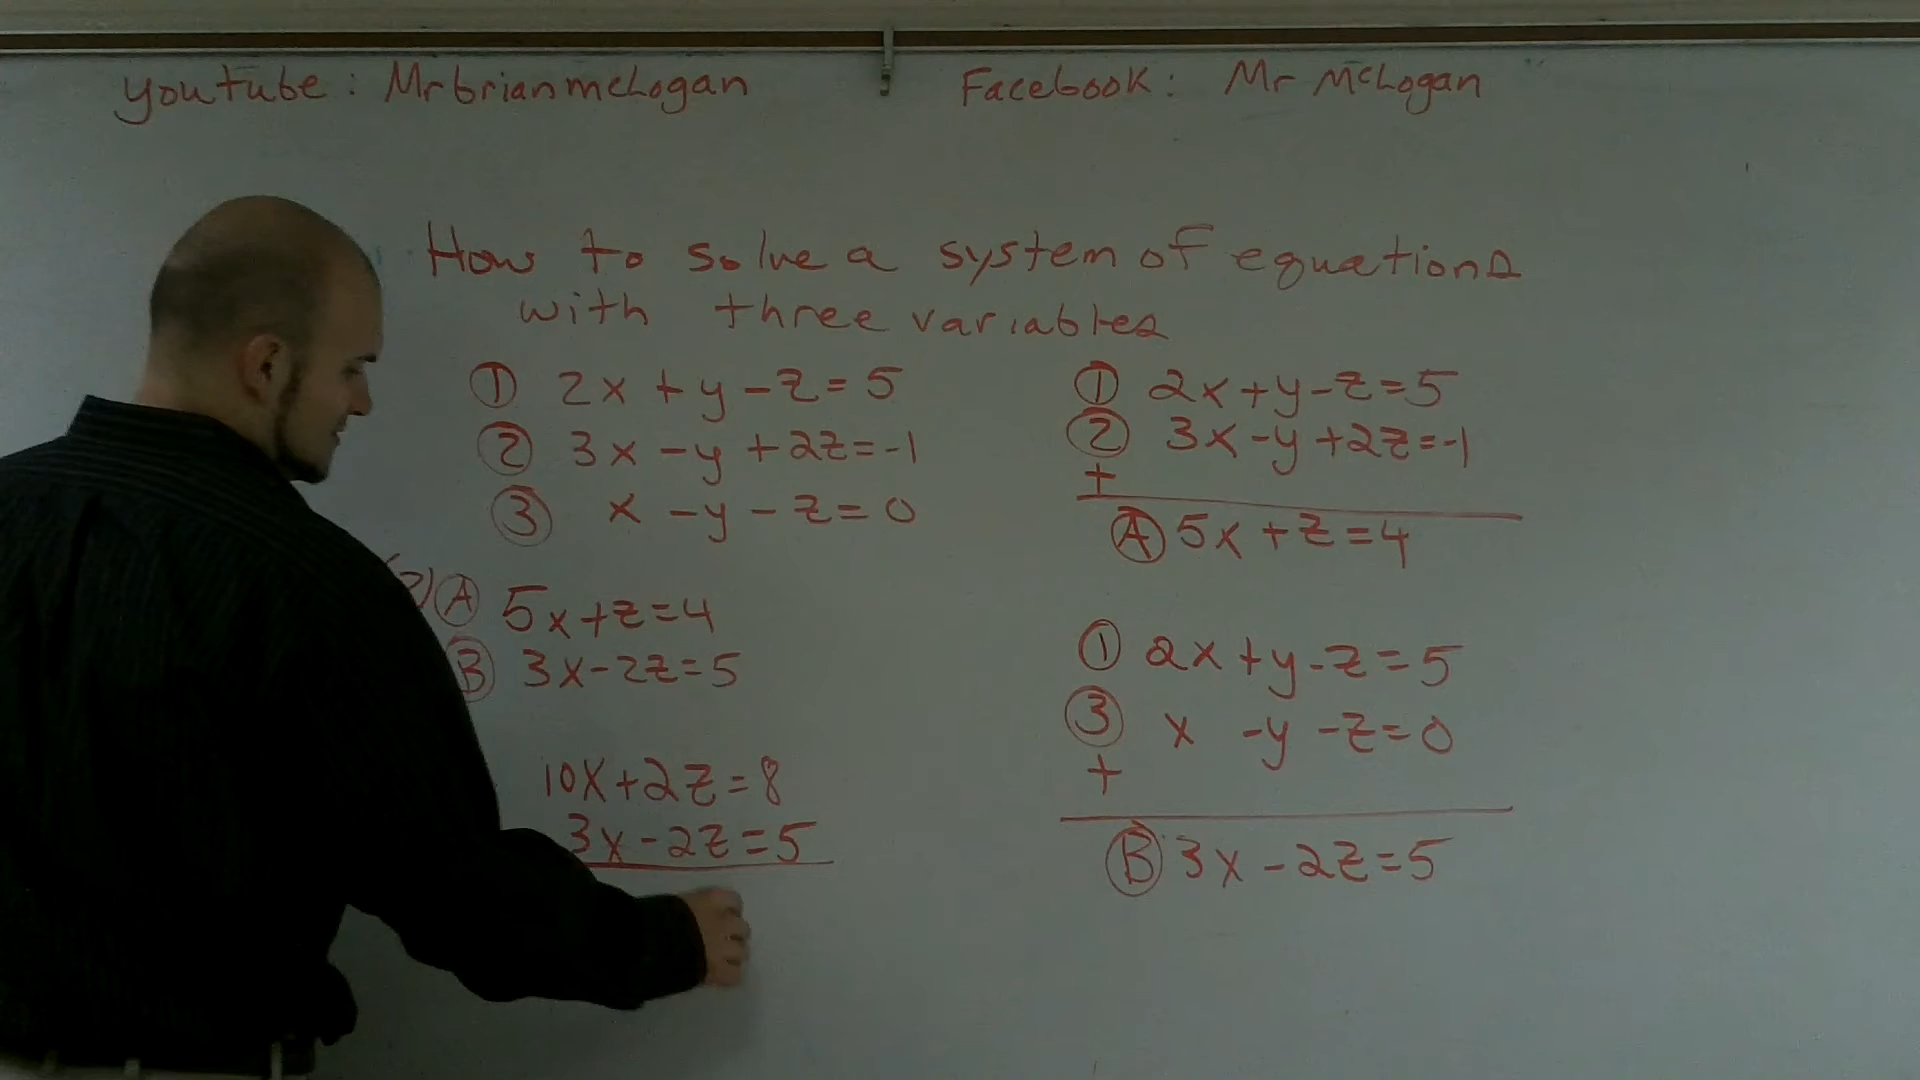 youtube: Mrbrianmclogan
Facebook: Mr McLogan
How to solve a system of equations
with three variables
① 2x + y - z = 5
② 3x - y + 2z = -1
③ x - y - z = 0
2) Ⓐ 5x + z = 4
Ⓑ 3x - 2z = 5
10x + 2z = 8
3x - 2z = 5
① 2x + y - z = 5
② 3x - y + 2z = -1
+
Ⓐ 5x + z = 4
① 2x + y - z = 5
③ x - y - z = 0
+
Ⓑ 3x - 2z = 5